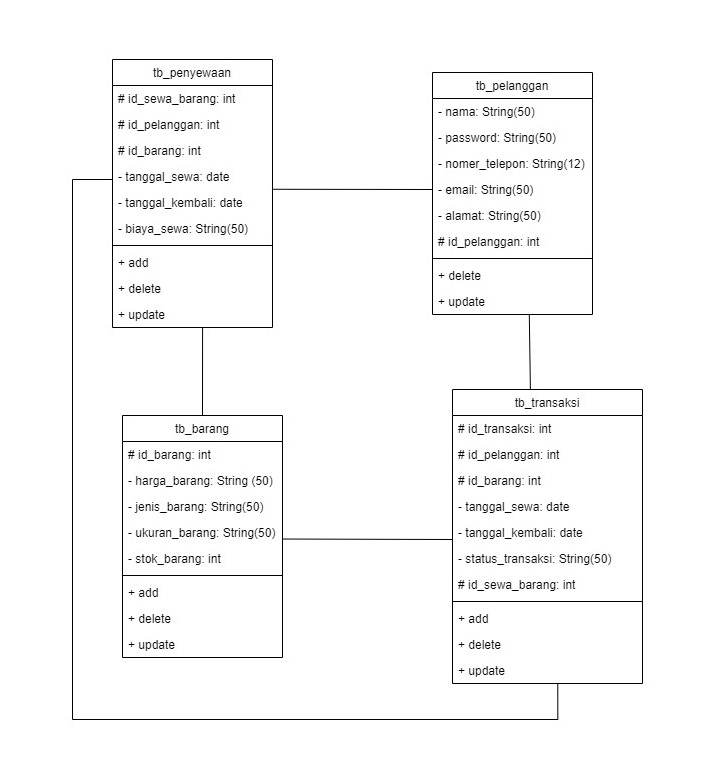 tb_penyewaan
# id_sewa_barang: int
# id_pelanggan: int
# id_barang: int
- tanggal_sewa: date
- tanggal_kembali: date
- biaya_sewa: String(50)
+ add
+ delete
+ update
tb_pelanggan
- nama: String(50)
- password: String(50)
- nomer_telepon: String(12)
- email: String(50)
- alamat: String(50)
# id_pelanggan: int
+ delete
+ update
tb_barang
# id_barang: int
- harga_barang: String (50)
- jenis_barang: String(50)
- ukuran_barang: String(50)
- stok_barang: int
+ add
+ delete
+ update
tb_transaksi
# id_transaksi: int
# id_pelanggan: int
# id_barang: int
- tanggal_sewa: date
- tanggal_kembali: date
- status_transaksi: String(50)
# id_sewa_barang: int
+ add
+ delete
+ update